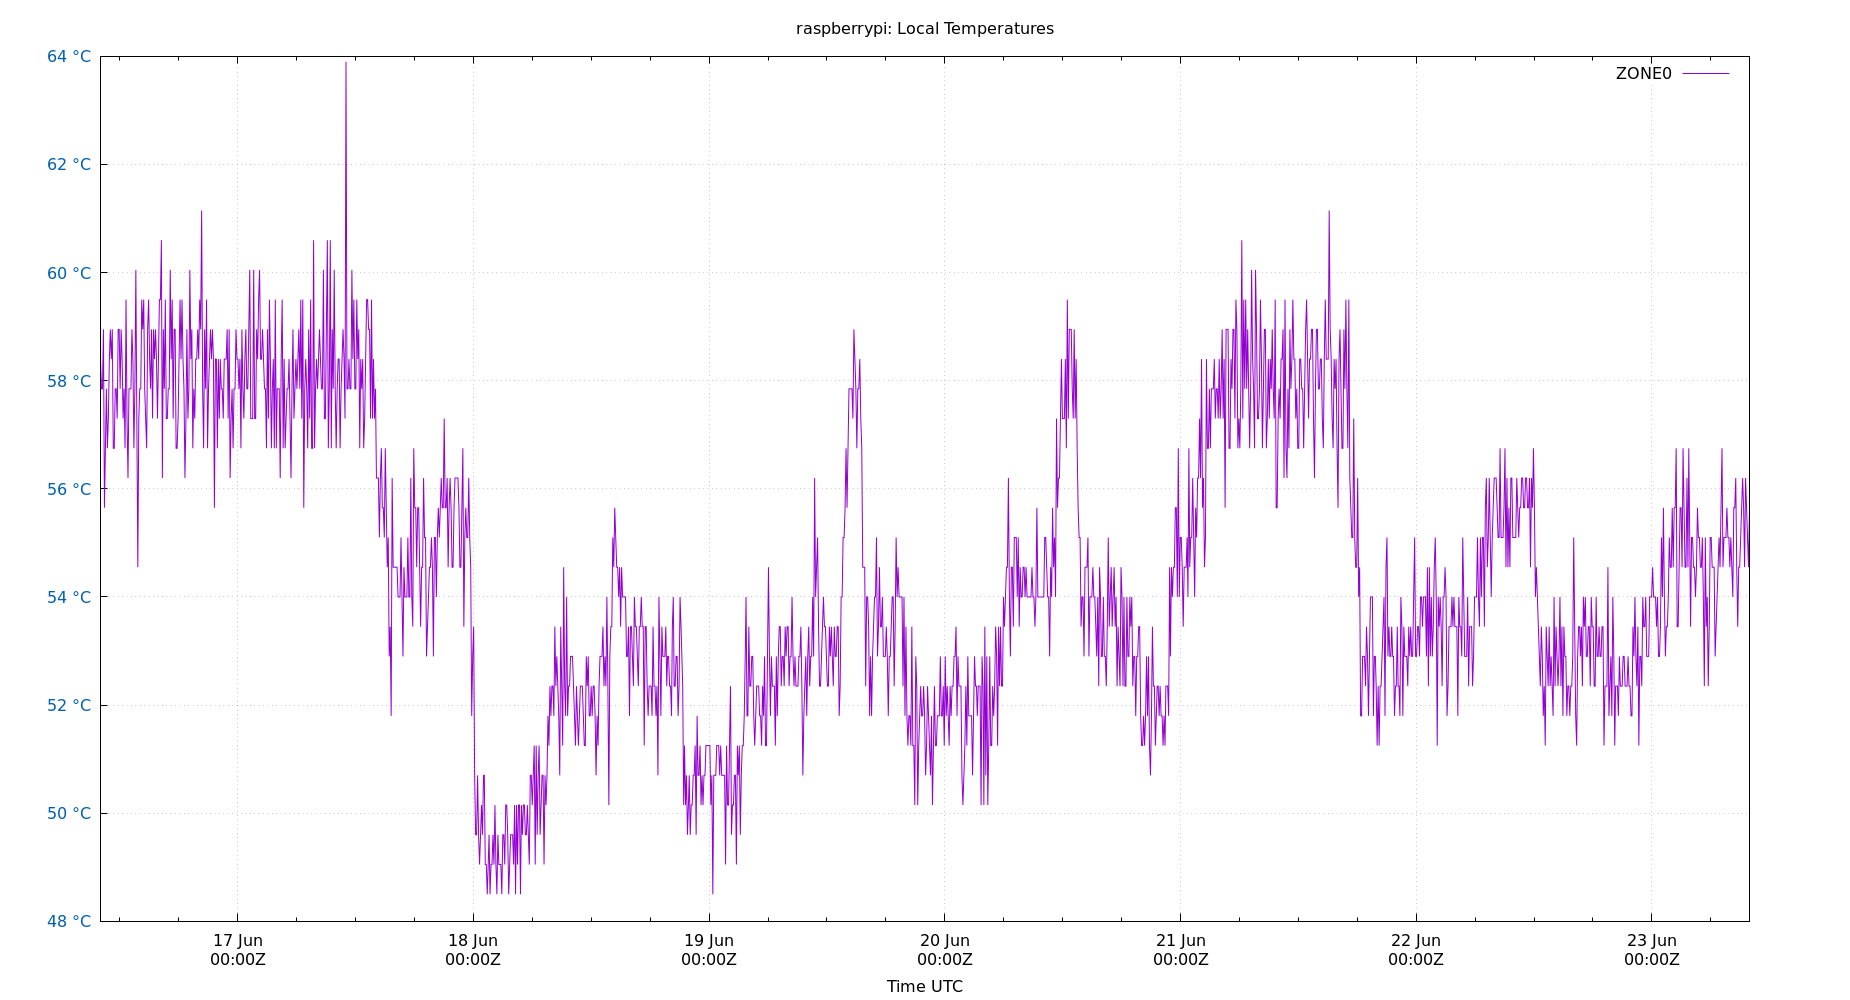 raspberrypi: Local Temperatures
ZONE0
64 °C
62 °C
60 °C
58 °C
56 °C
54 °C
52 °C
50 °C
48 °C
17 Jun 18 Jun 19 Jun 20 Jun 21 Jun 22 Jun 23 Jun
00:00Z 00:00Z 00:00Z 00:00Z 00:00Z 00:00Z 00:00Z
Time UTC